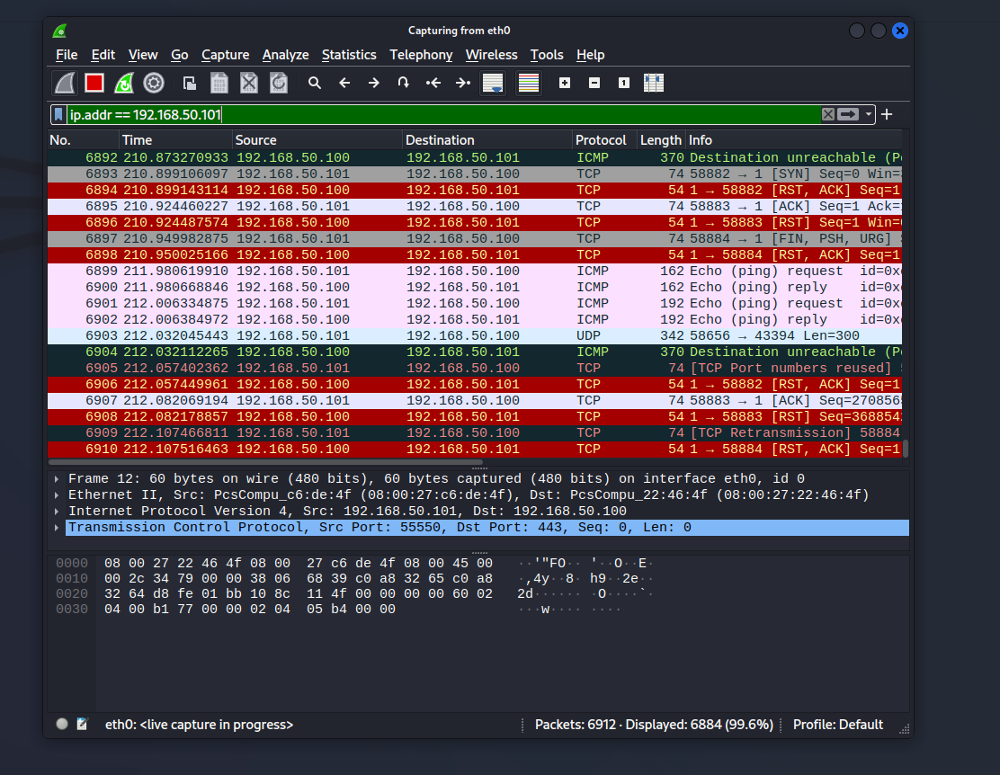 Capturing from eth0
File Edit View Go Capture Analyze Statistics Telephony Wireless Tools Help
ip.addr == 192.168.50.101
No. Time Source Destination Protocol Length Info
6892 210.873270933 192.168.50.100 192.168.50.101 ICMP 370 Destination unreachable (P
6893 210.899106097 192.168.50.101 192.168.50.100 TCP 74 58882 → 1 [SYN] Seq=0 Win=
6894 210.899143114 192.168.50.100 192.168.50.101 TCP 54 1 → 58882 [RST, ACK] Seq=1
6895 210.924460227 192.168.50.101 192.168.50.100 TCP 74 58883 → 1 [ACK] Seq=1 Ack=
6896 210.924487574 192.168.50.100 192.168.50.101 TCP 54 1 → 58883 [RST] Seq=1 Win=
6897 210.949982875 192.168.50.101 192.168.50.100 TCP 74 58884 → 1 [FIN, PSH, URG]
6898 210.950025166 192.168.50.100 192.168.50.101 TCP 54 1 → 58884 [RST, ACK] Seq=1
6899 211.980619910 192.168.50.101 192.168.50.100 ICMP 162 Echo (ping) request id=0x
6900 211.980668846 192.168.50.100 192.168.50.101 ICMP 162 Echo (ping) reply id=0x
6901 212.006334875 192.168.50.101 192.168.50.100 ICMP 192 Echo (ping) request id=0x
6902 212.006384972 192.168.50.100 192.168.50.101 ICMP 192 Echo (ping) reply id=0x
6903 212.032045443 192.168.50.101 192.168.50.100 UDP 342 58656 → 43394 Len=300
6904 212.032112265 192.168.50.100 192.168.50.101 ICMP 370 Destination unreachable (P
6905 212.057402362 192.168.50.101 192.168.50.100 TCP 74 [TCP Port numbers reused] 5
6906 212.057449961 192.168.50.100 192.168.50.101 TCP 54 1 → 58882 [RST, ACK] Seq=1
6907 212.082069194 192.168.50.101 192.168.50.100 TCP 74 58883 → 1 [ACK] Seq=270856
6908 212.082178857 192.168.50.100 192.168.50.101 TCP 54 1 → 58883 [RST] Seq=368854
6909 212.107466811 192.168.50.101 192.168.50.100 TCP 74 [TCP Retransmission] 58884
6910 212.107516463 192.168.50.100 192.168.50.101 TCP 54 1 → 58884 [RST, ACK] Seq=1
Frame 12: 60 bytes on wire (480 bits), 60 bytes captured (480 bits) on interface eth0, id 0
Ethernet II, Src: PcsCompu_c6:de:4f (08:00:27:c6:de:4f), Dst: PcsCompu_22:46:4f (08:00:27:22:46:4f)
Internet Protocol Version 4, Src: 192.168.50.101, Dst: 192.168.50.100
Transmission Control Protocol, Src Port: 55550, Dst Port: 443, Seq: 0, Len: 0
0000 08 00 27 22 46 4f 08 00 27 c6 de 4f 08 00 45 00 ··'"FO·· '··O··E·
0010 00 2c 34 79 00 00 38 06 68 39 c0 a8 32 65 c0 a8 ·,4y··8· h9··2e··
0020 32 64 d8 fe 01 bb 10 8c 11 4f 00 00 00 00 60 02 2d······ ·O····`·
0030 04 00 b1 77 00 00 02 04 05 b4 00 00 ···w···· ····
eth0: <live capture in progress> Packets: 6912 · Displayed: 6884 (99.6%) Profile: Default